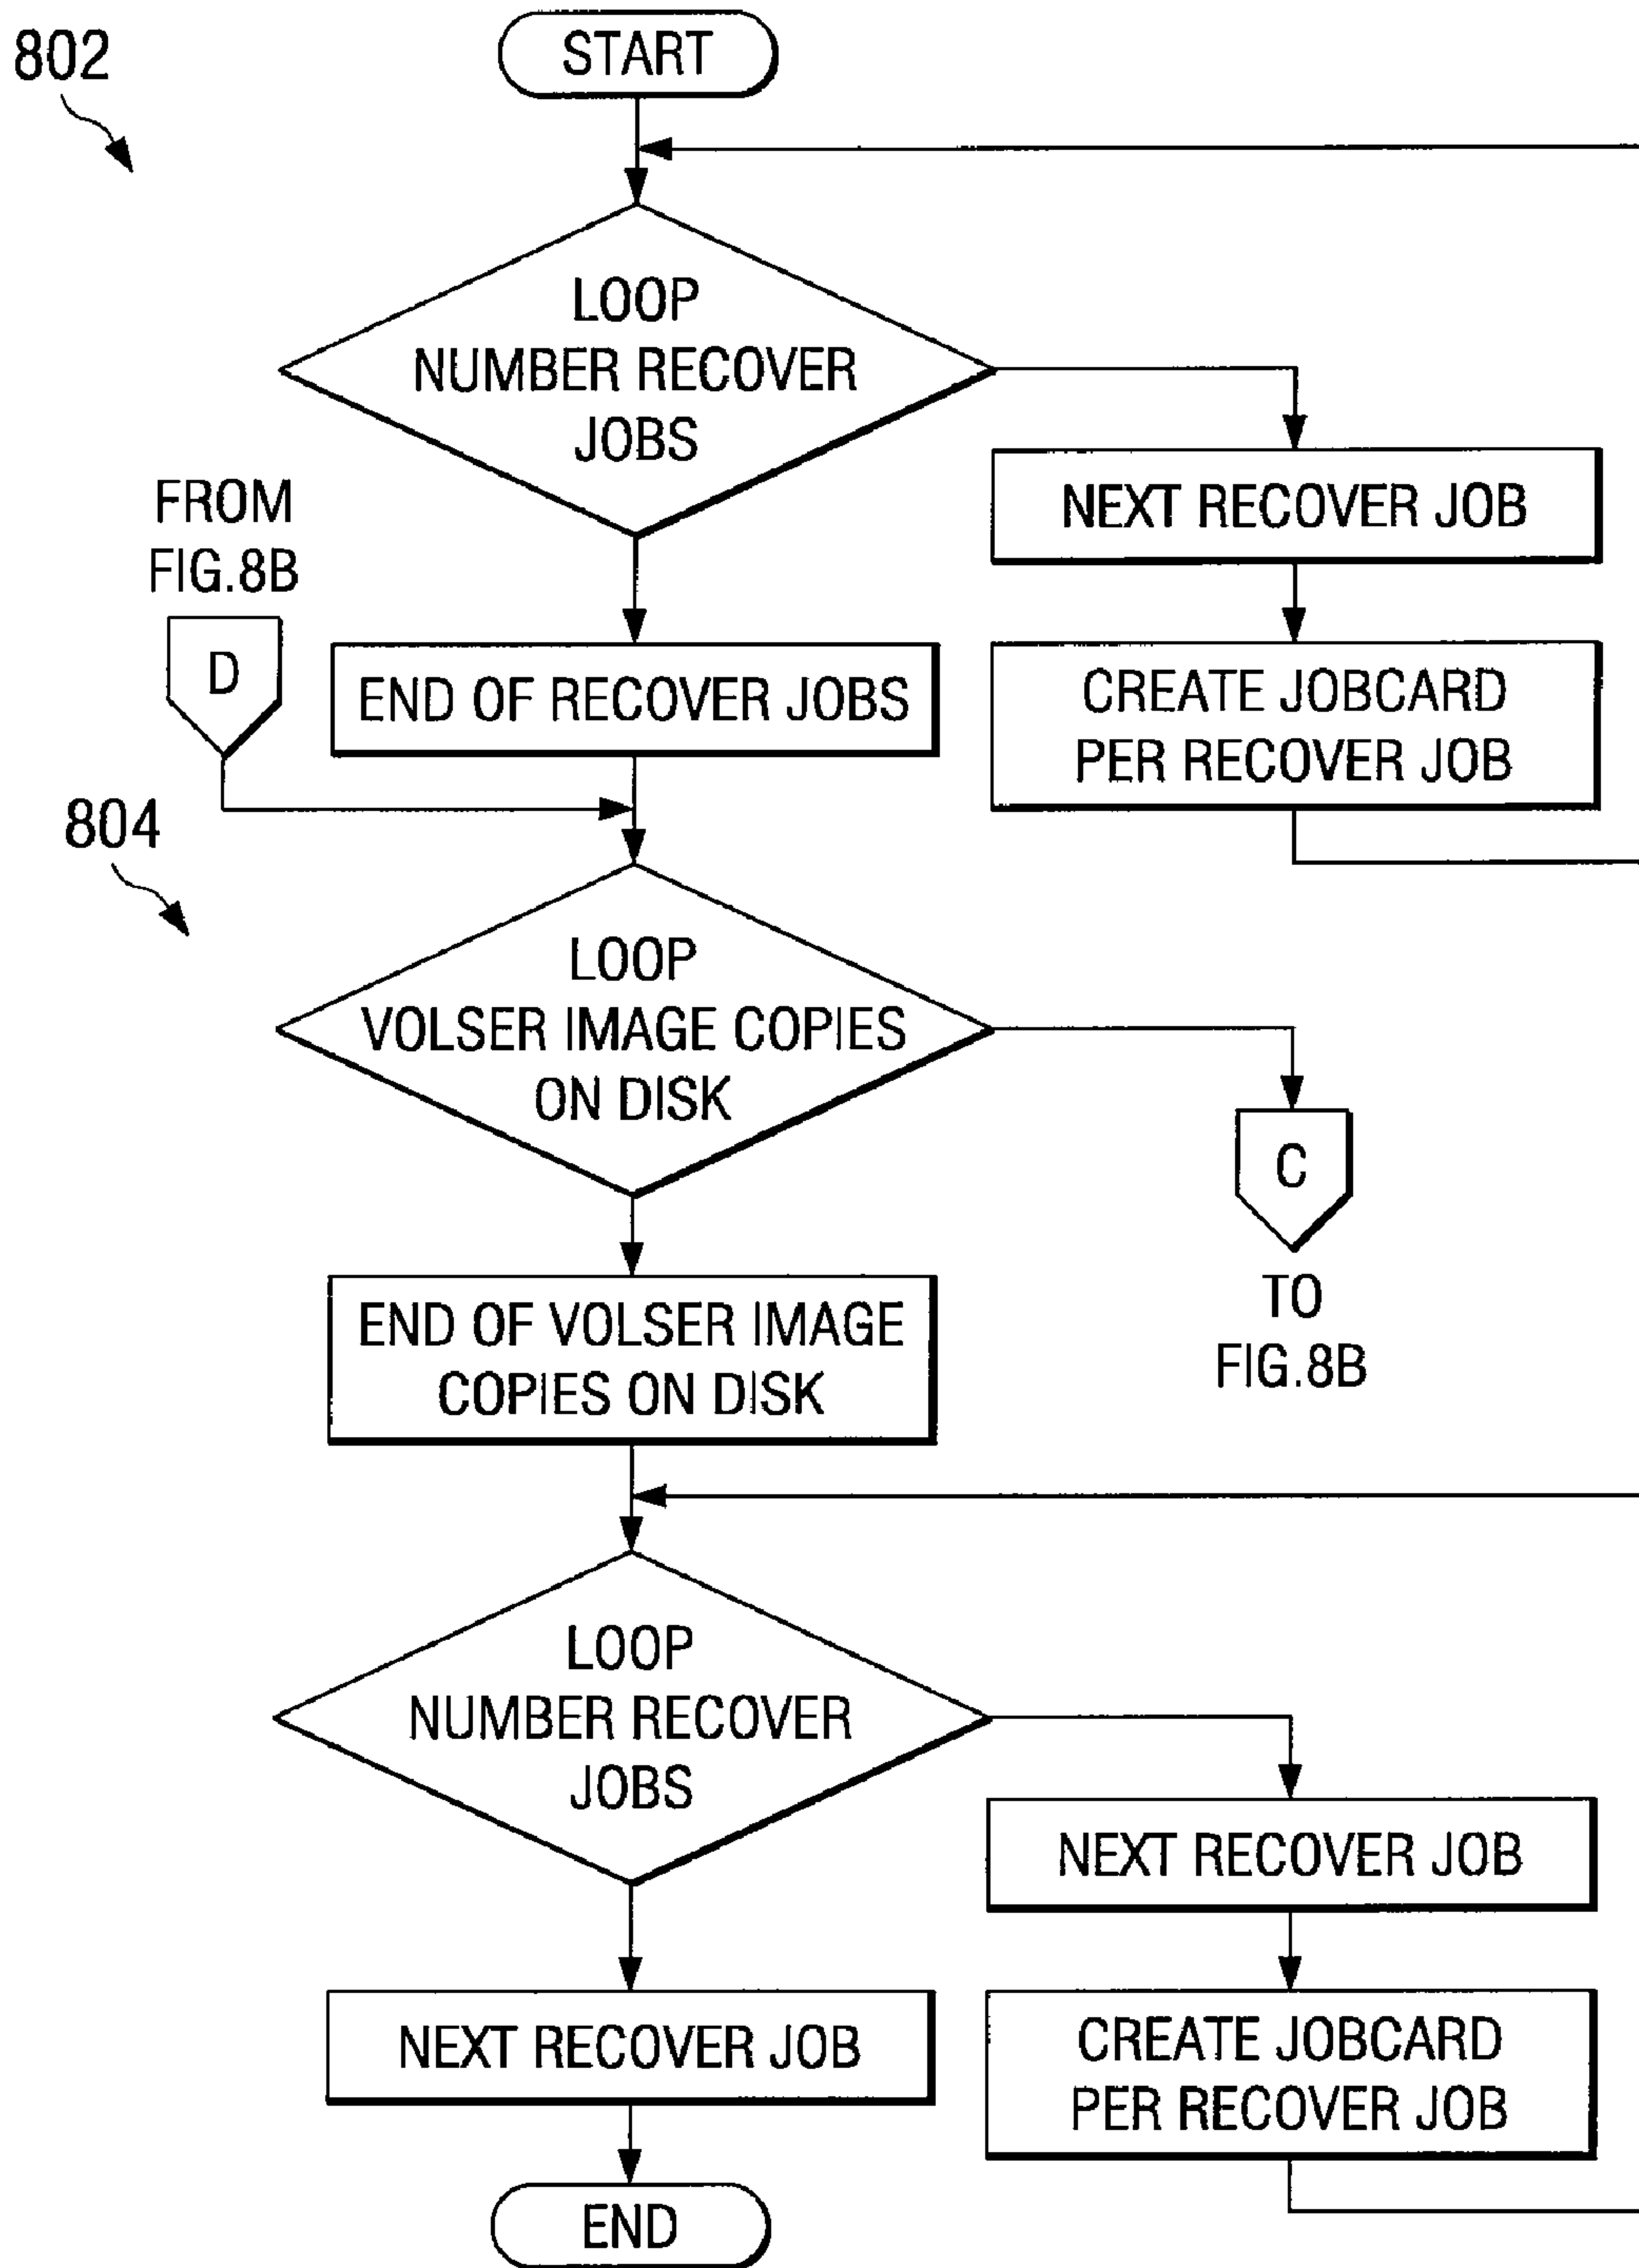 802
START
LOOP
NUMBER RECOVER
JOBS
NEXT RECOVER JOB
FROM
FIG.8B
D
END OF RECOVER JOBS
CREATE JOBCARD
PER RECOVER JOB
804
LOOP
VOLSER IMAGE COPIES
ON DISK
C
TO
FIG.8B
END OF VOLSER IMAGE
COPIES ON DISK
LOOP
NUMBER RECOVER
JOBS
NEXT RECOVER JOB
NEXT RECOVER JOB
CREATE JOBCARD
PER RECOVER JOB
END